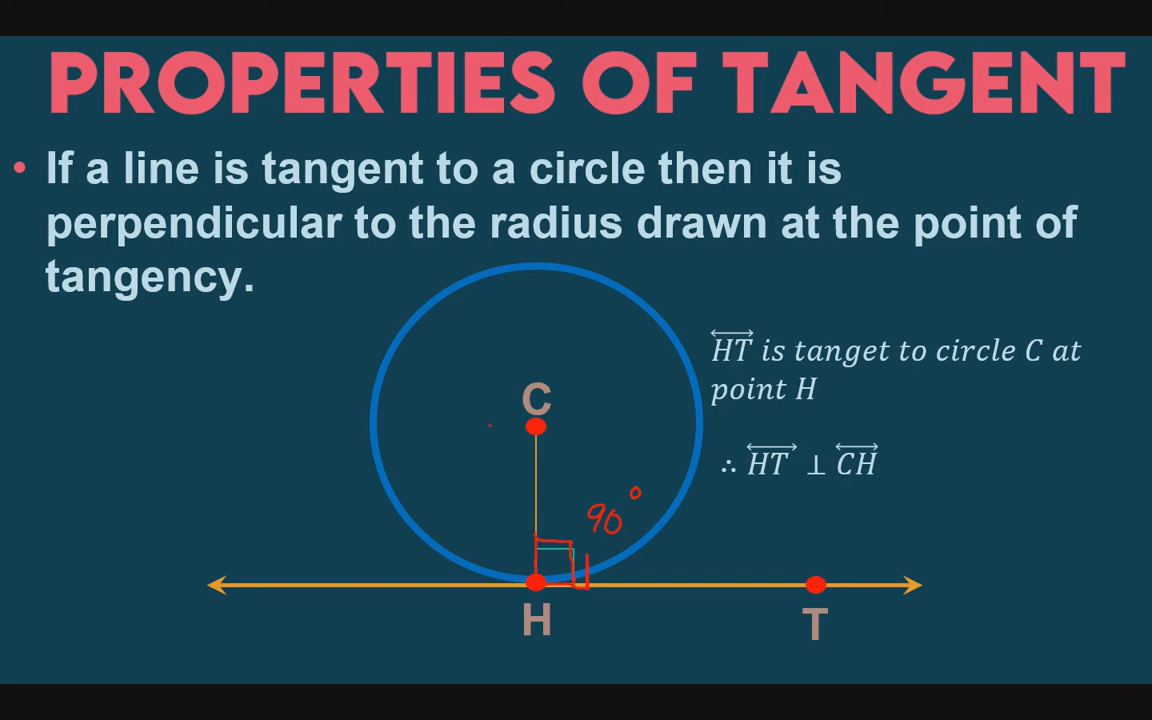 PROPERTIES OF TANGENT
• If a line is tangent to a circle then it is
perpendicular to the radius drawn at the point of
tangency.
HT is tanget to circle C at
point H
C
∴ HT ⊥ CH
90°
H
T